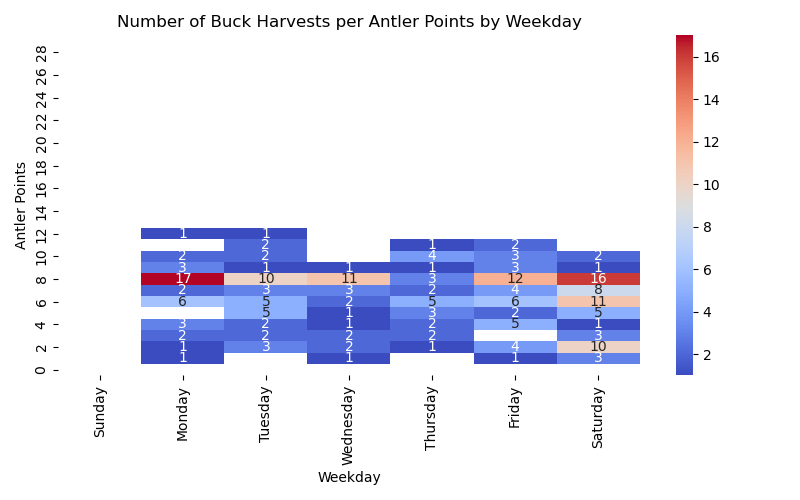 Number of Buck Harvests per Antler Points by Weekday
Antler Points
28
26
24
22
20
18
16
14
12
10
8
6
4
2
0
1 1
2 1 2
2 2 4 3 2
3 1 1 1 3 1
17 10 11 3 12 16
2 3 3 2 4 8
6 5 2 5 6 11
5 1 3 2 5
3 2 1 2 5 1
2 2 2 2 3
1 3 2 1 4 10
1 1 1 3
Sunday
Monday
Tuesday
Wednesday
Thursday
Friday
Saturday
Weekday
16
14
12
10
8
6
4
2